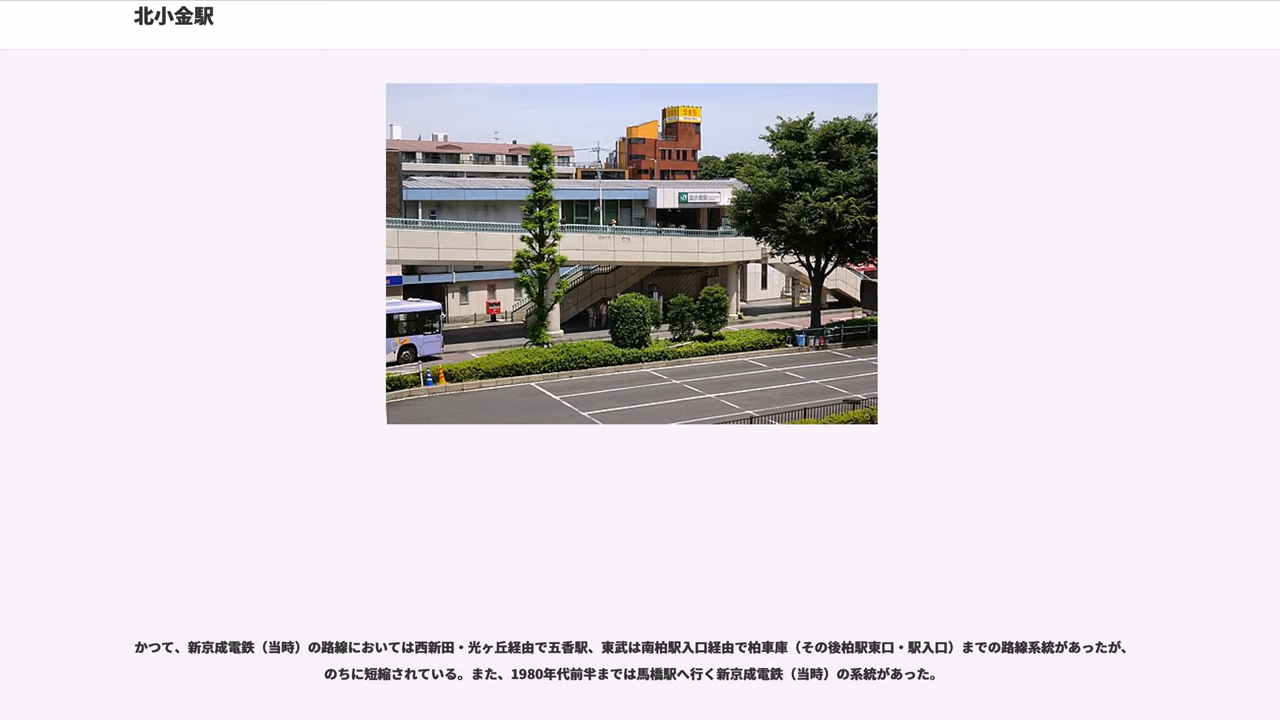 北小金駅
JR 北小金駅
かつて、新京成電鉄（当時）の路線においては西新田・光ヶ丘経由で五香駅、東武は南柏駅入口経由で柏車庫（その後柏駅東口・駅入口）までの路線系統があったが、
のちに短縮されている。また、1980年代前半までは馬橋駅へ行く新京成電鉄（当時）の系統があった。